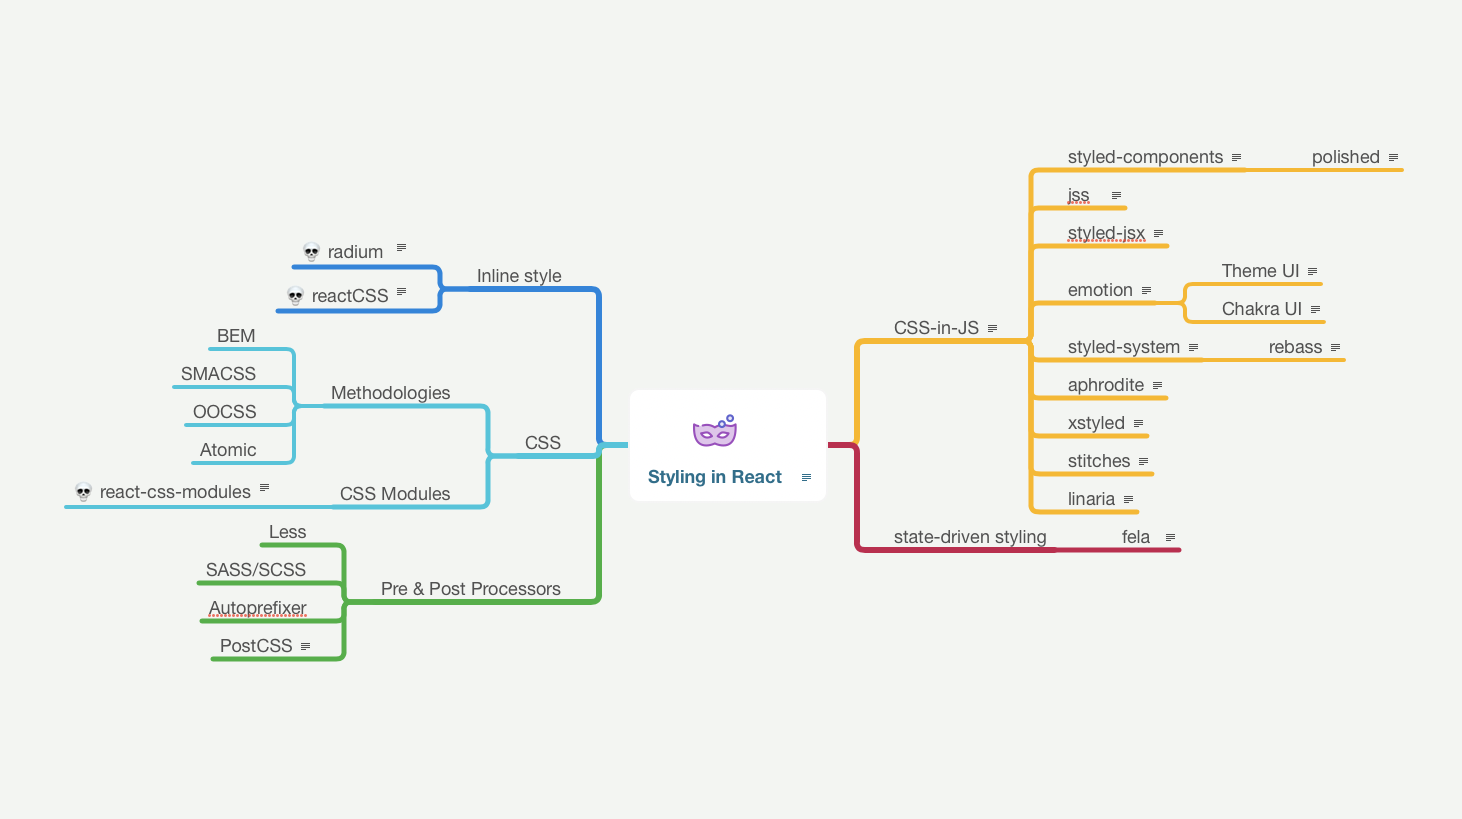 Styling in React
Inline style
radium
reactCSS
CSS
Methodologies
BEM
SMACSS
OOCSS
Atomic
CSS Modules
react-css-modules
Pre & Post Processors
Less
SASS/SCSS
Autoprefixer
PostCSS
CSS-in-JS
styled-components
polished
jss
styled-jsx
emotion
Theme UI
Chakra UI
styled-system
rebass
aphrodite
xstyled
stitches
linaria
state-driven styling
fela